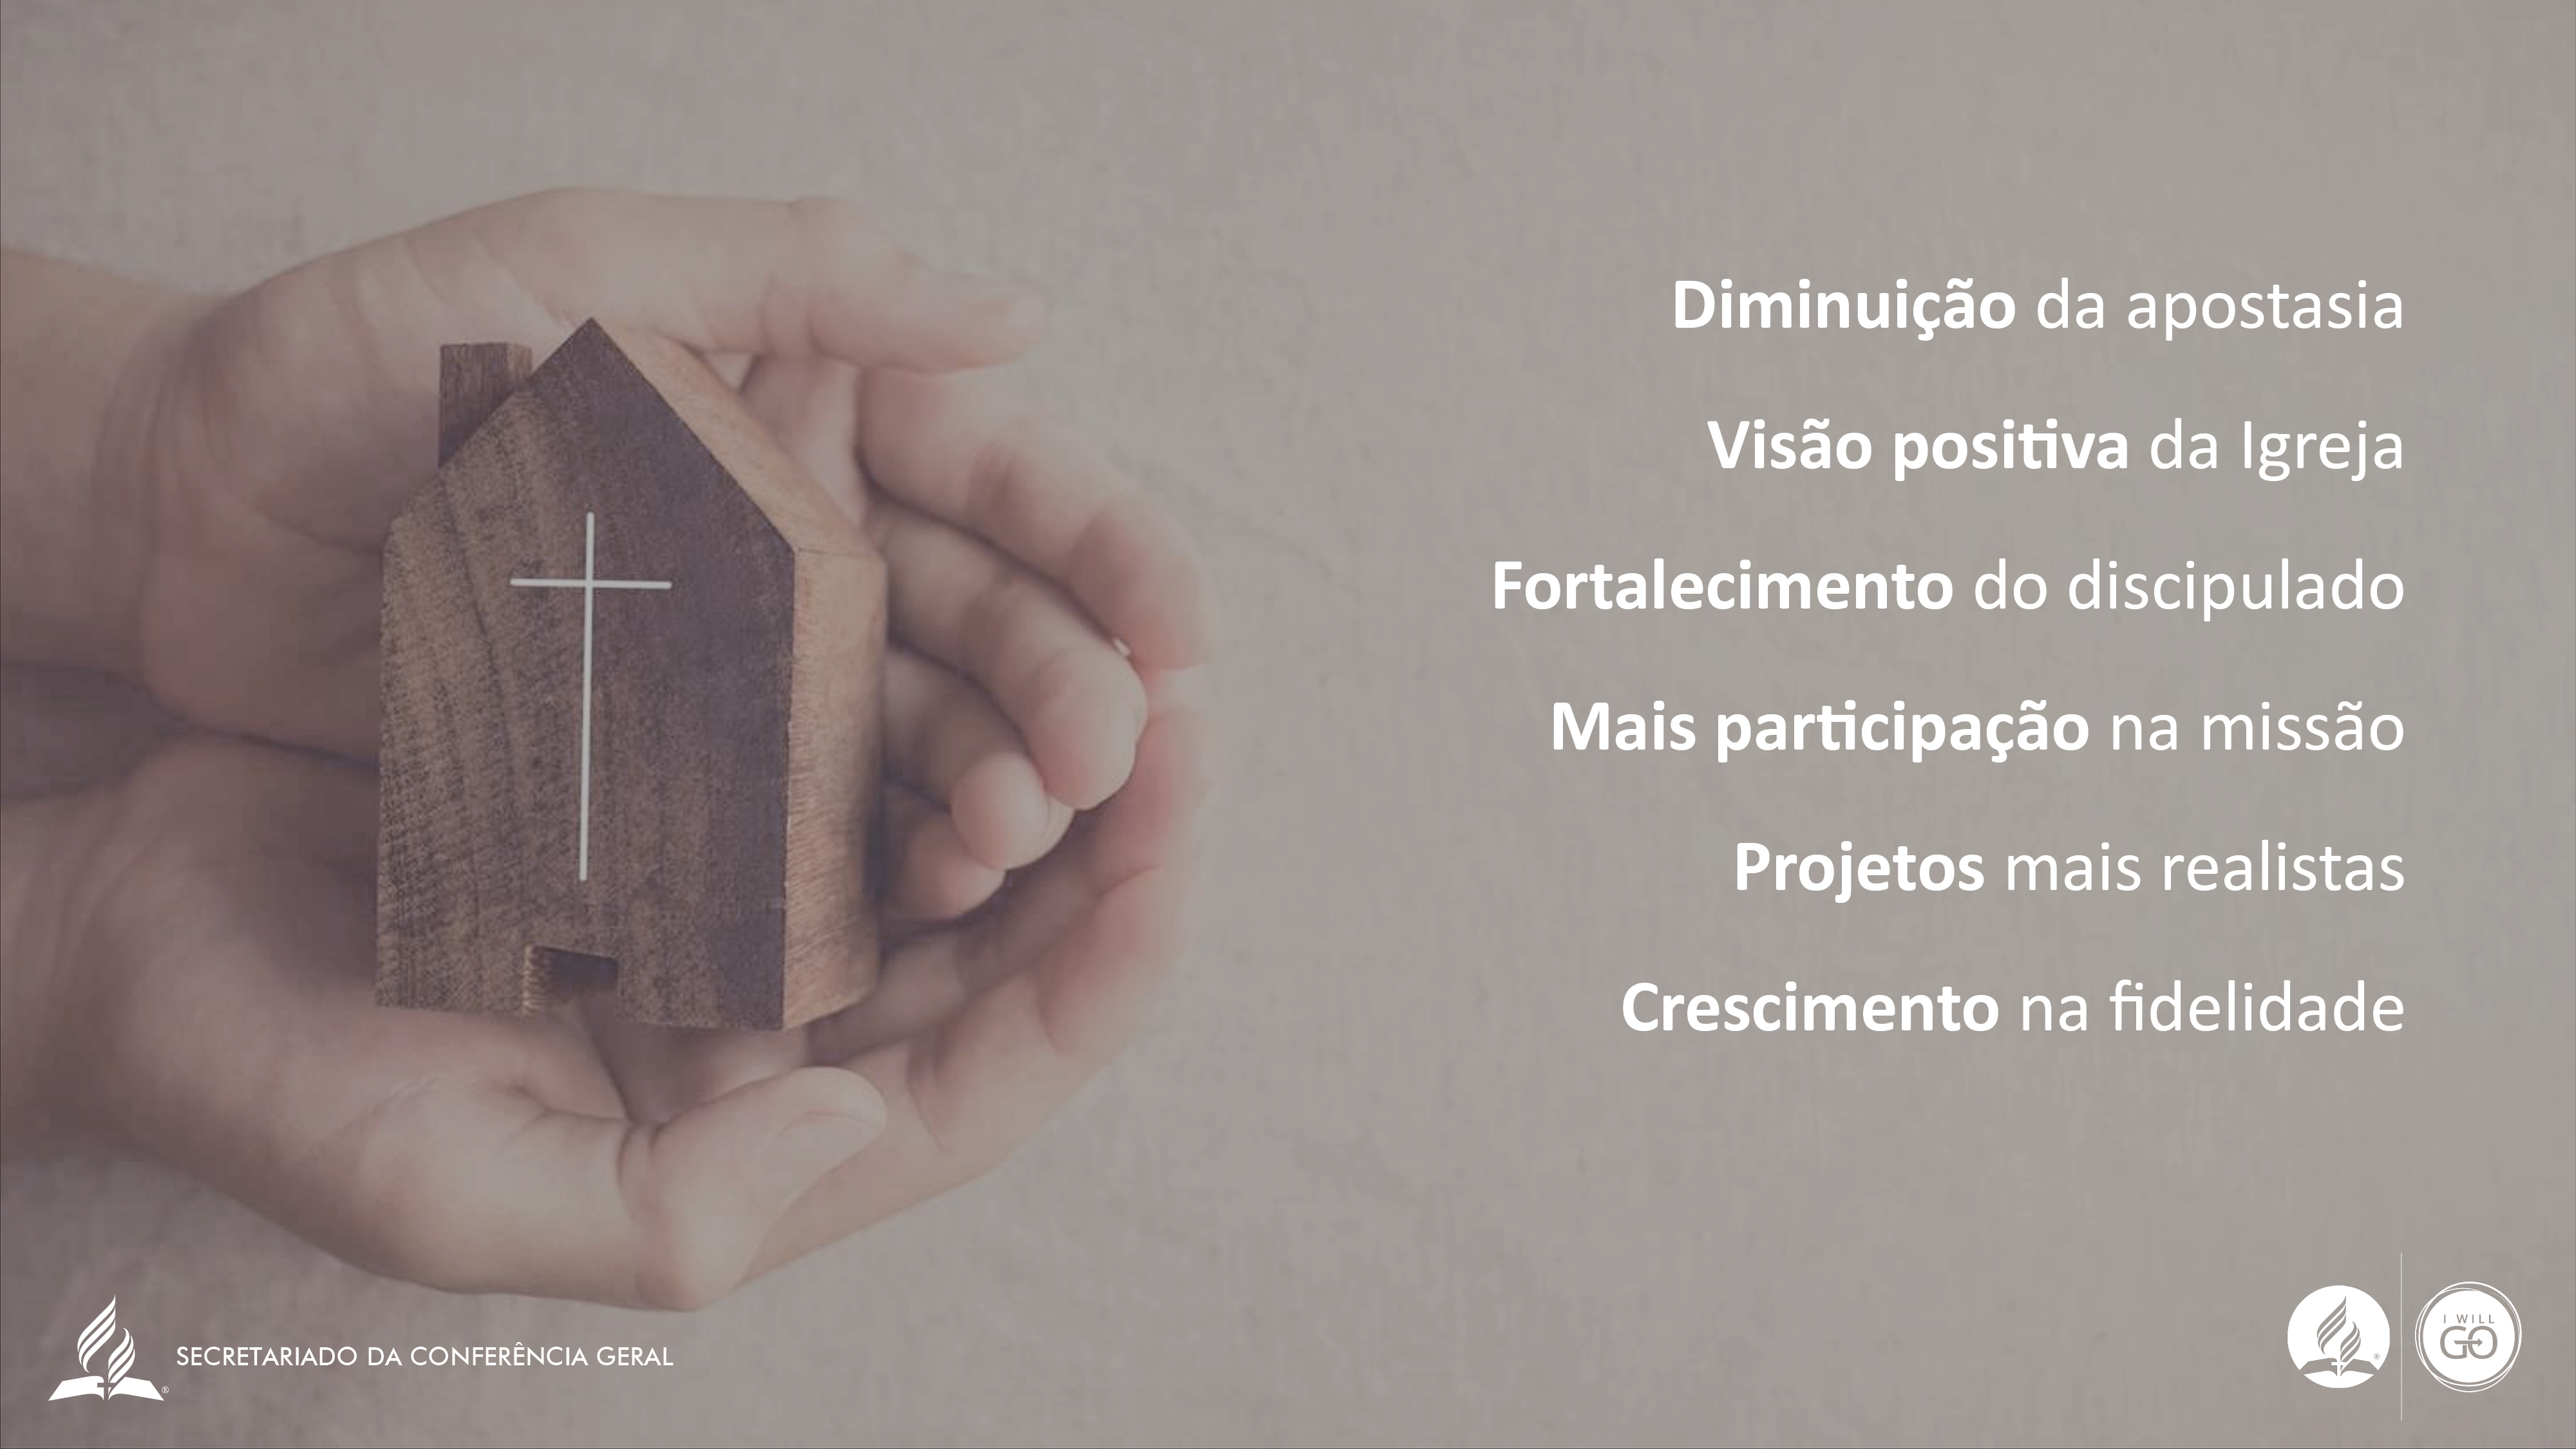 Diminuição da apostasia
Visão positiva da Igreja
Fortalecimento do discipulado
Mais participação na missão
Projetos mais realistas
Crescimento na fidelidade
SECRETARIADO DA CONFERÊNCIA GERAL
I WILL
GO